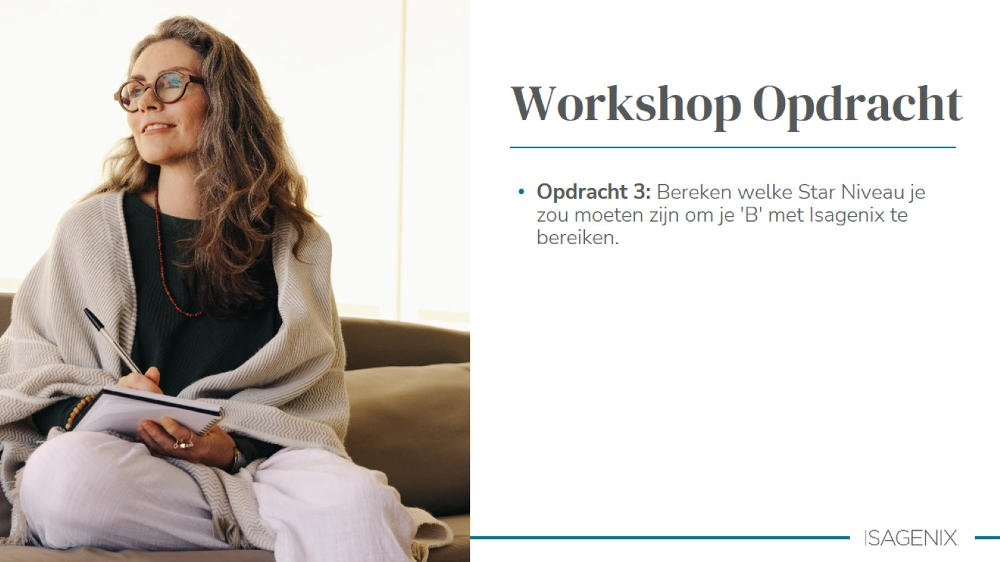 Workshop Opdracht
• Opdracht 3: Bereken welke Star Niveau je
zou moeten zijn om je 'B' met Isagenix te
bereiken.
ISAGENIX